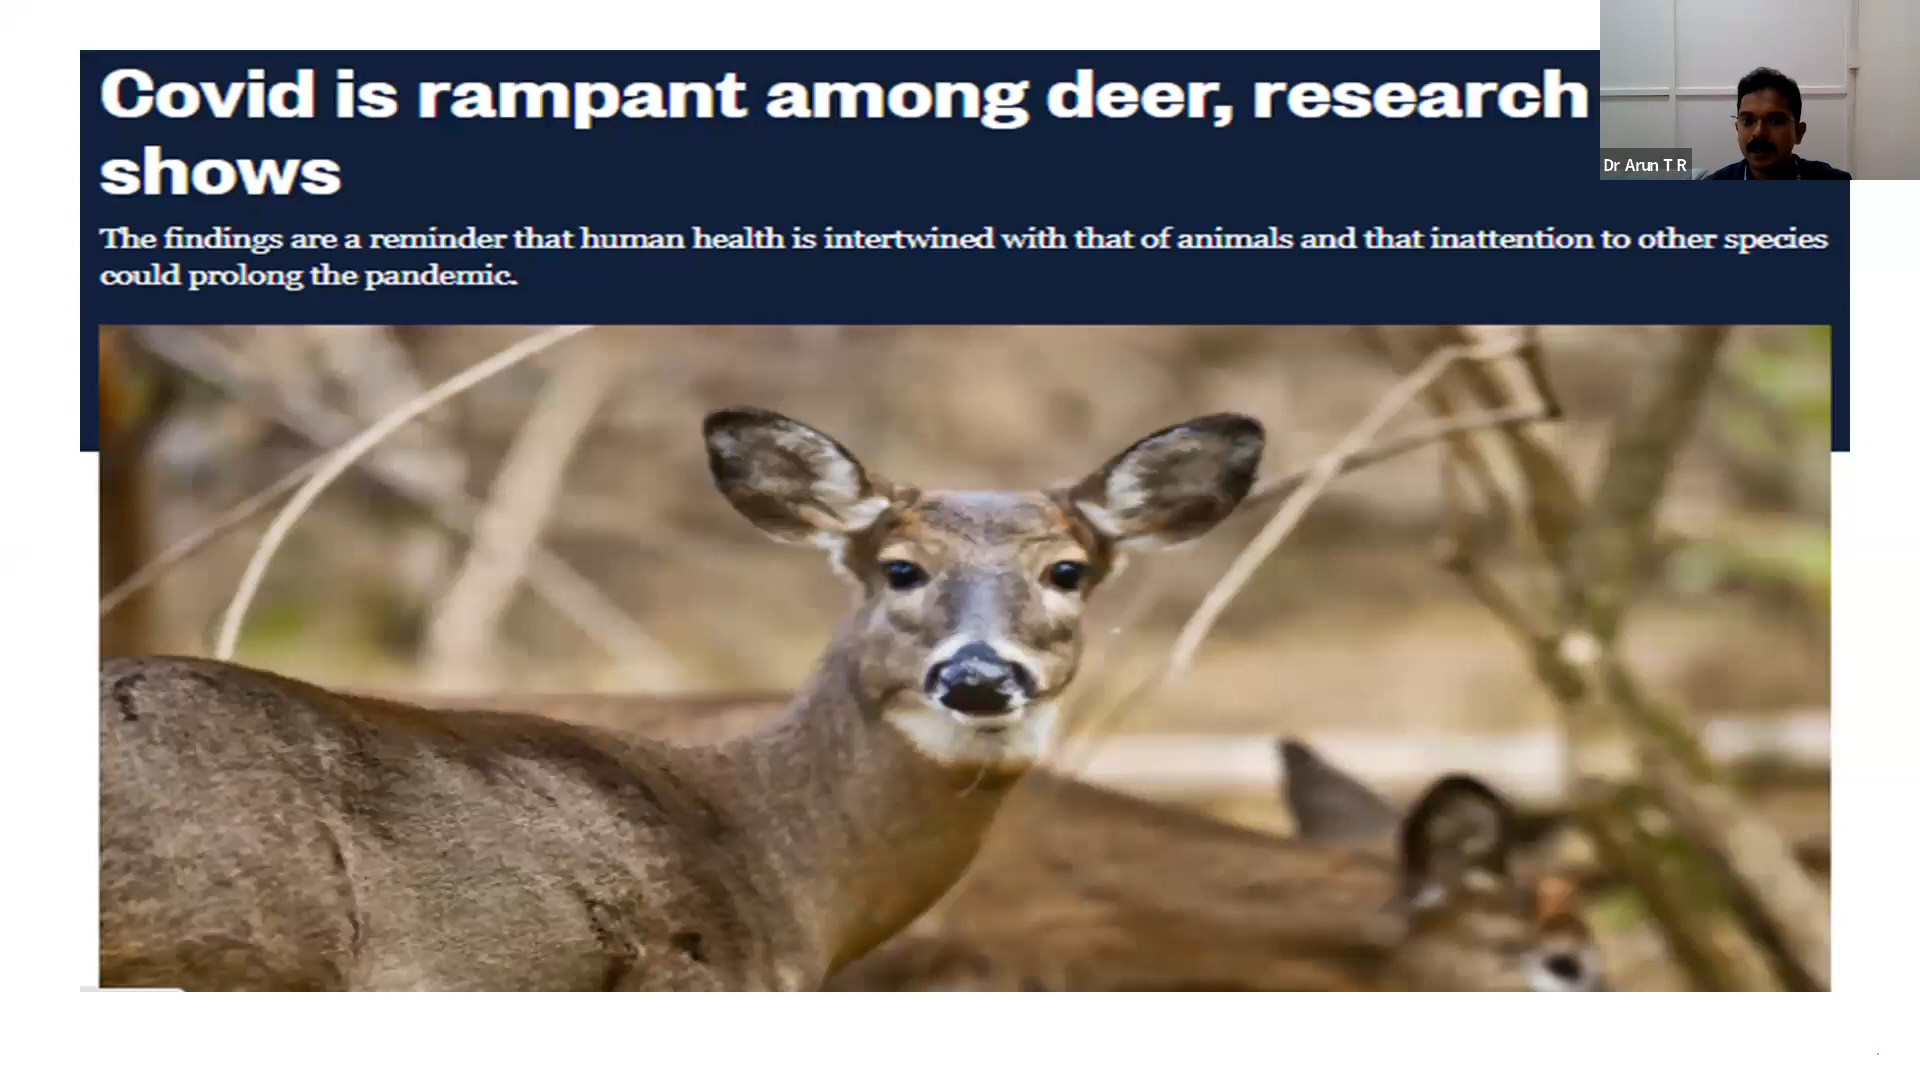 Covid is rampant among deer, research
shows
The findings are a reminder that human health is intertwined with that of animals and that inattention to other species
could prolong the pandemic.
Dr Arun T R